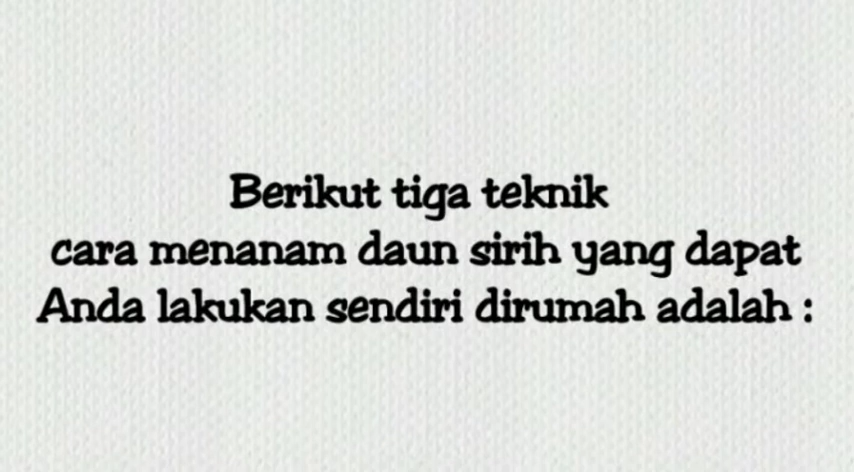 Berikut tiga teknik
cara menanam daun sirih yang dapat
Anda lakukan sendiri dirumah adalah :